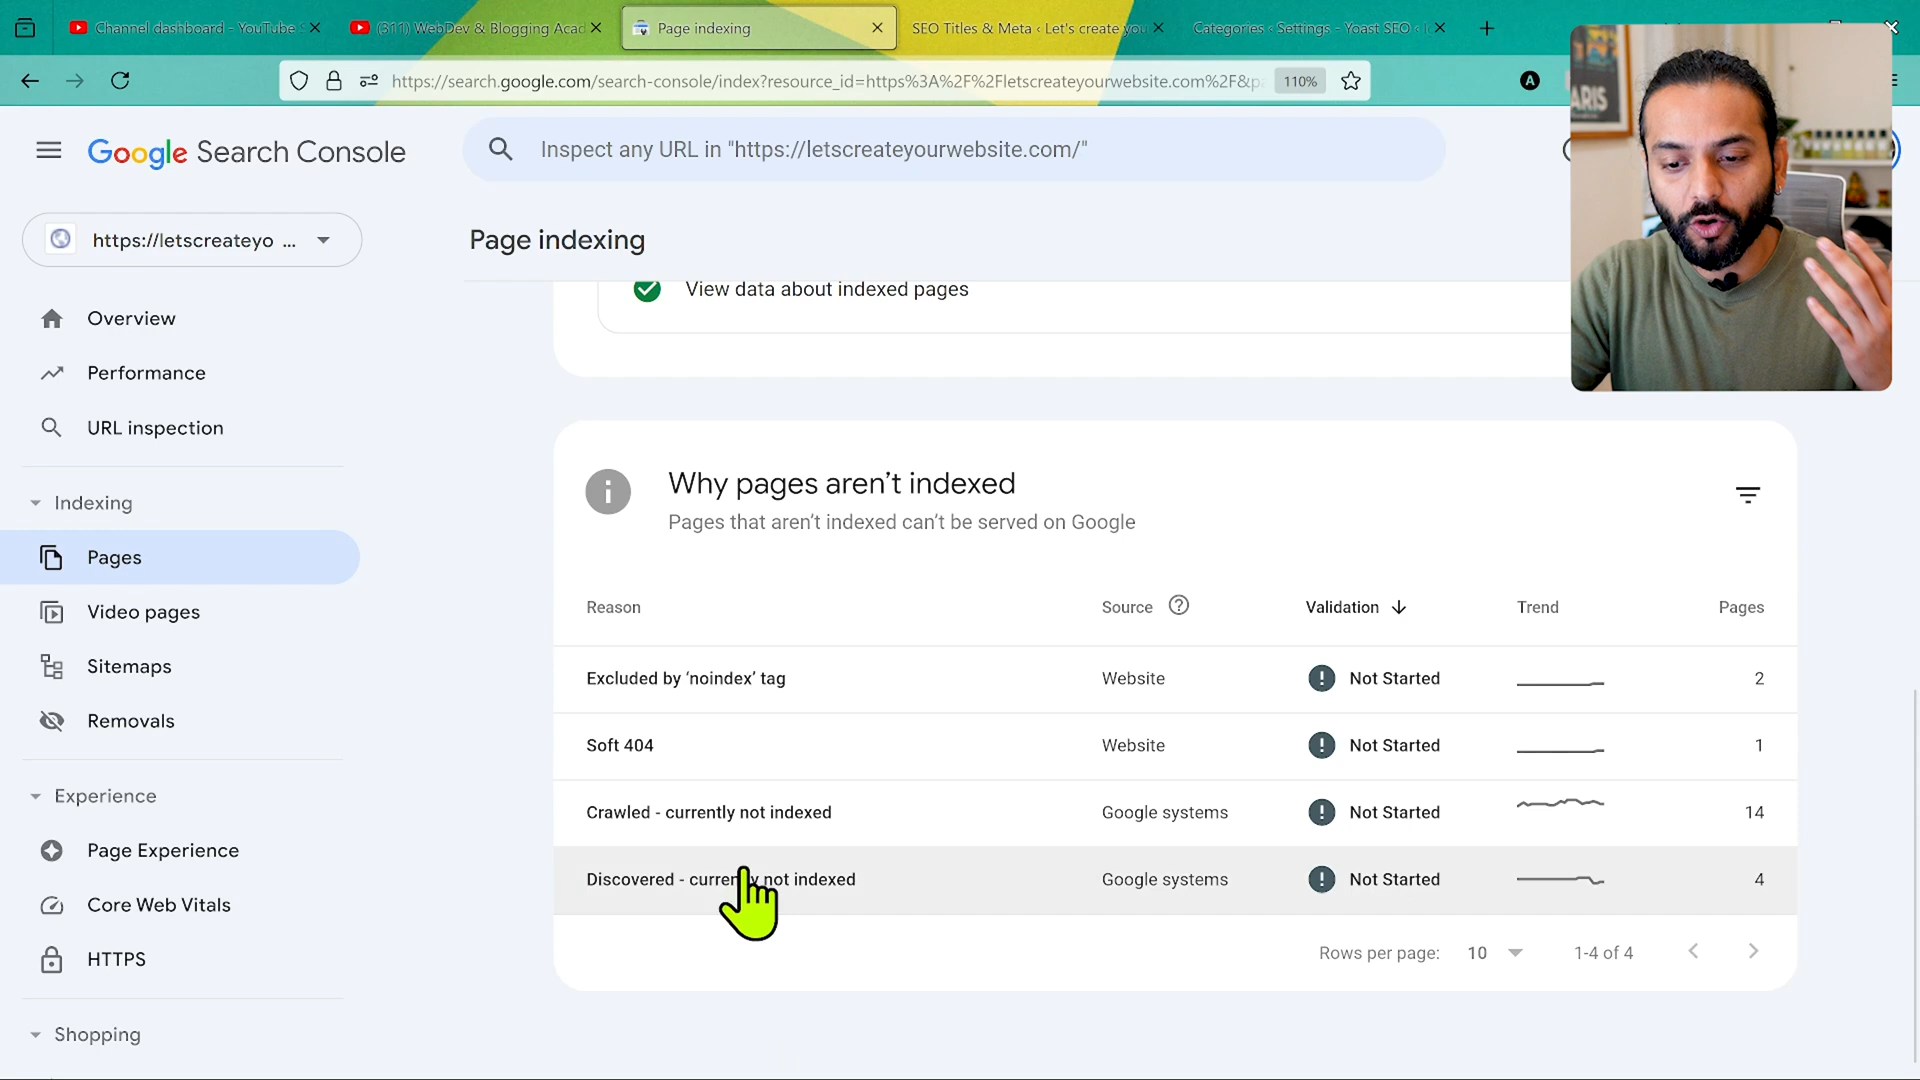 Channel dashboard - YouTube
(311) WebDev & Blogging Acad
Page indexing
SEO Titles & Meta ‹ Let's create you
Categories ‹ Settings - Yoast SEO ‹
https://search.google.com/search-console/index?resource_id=https%3A%2F%2Fletscreateyourwebsite.com%2F&p
110%
A
Google Search Console
Inspect any URL in "https://letscreateyourwebsite.com/"
ARIS
https://letscreateyo ...
Page indexing
View data about indexed pages
Overview
Performance
URL inspection
Indexing
Pages
Video pages
Sitemaps
Removals
Experience
Page Experience
Core Web Vitals
HTTPS
Shopping
Why pages aren’t indexed
Pages that aren’t indexed can’t be served on Google
Reason Source Validation Trend Pages
Excluded by ‘noindex’ tag Website Not Started 2
Soft 404 Website Not Started 1
Crawled - currently not indexed Google systems Not Started 14
Discovered - currently not indexed Google systems Not Started 4
Rows per page: 10 1-4 of 4